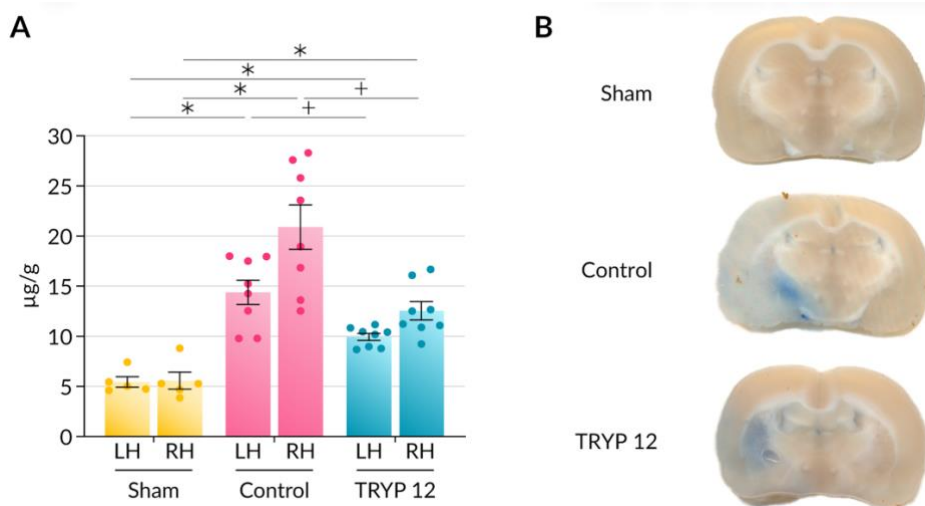 A
B
*
*
*
+
*
+
30
25
20
15
10
5
0
µg/g
LH RH LH RH LH RH
Sham Control TRYP 12
Sham
Control
TRYP 12